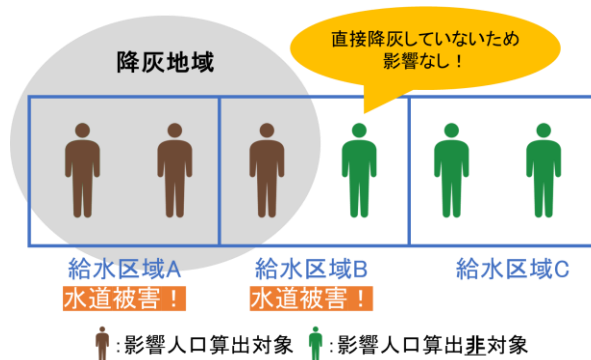 直接降灰していないため
影響なし！
降灰地域
給水区域A
水道被害！
給水区域B
水道被害！
給水区域C
：影響人口算出対象
：影響人口算出非対象